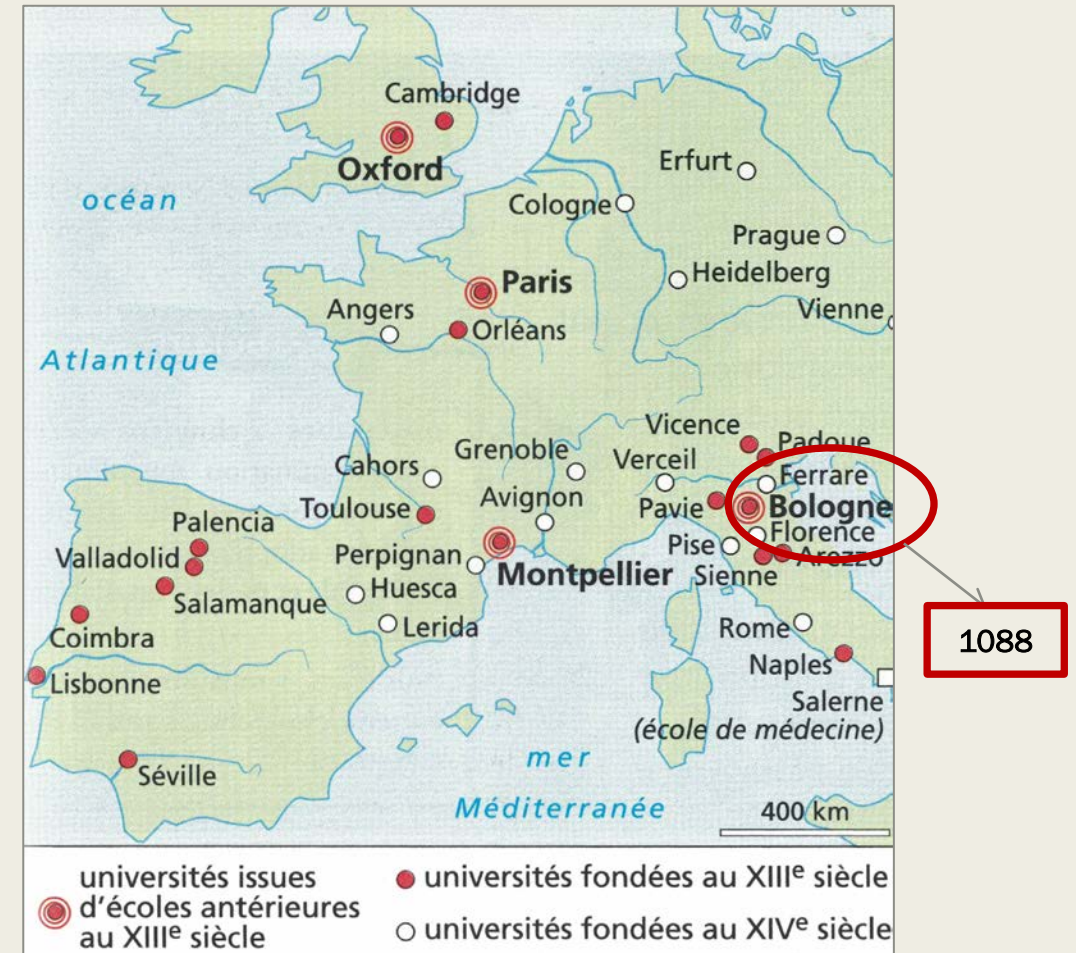 Cambridge
Oxford
océan
Erfurt
Cologne
Prague
Paris
Heidelberg
Angers
Vienne
Orléans
Atlantique
Vicence
Padoue
Grenoble
Verceil
Cahors
Ferrare
Avignon
Toulouse
Pavie
Bologne
Palencia
Florence
Pise
Perpignan
Arezzo
Valladolid
Montpellier
Sienne
Huesca
Salamanque
Lerida
Rome
1088
Coimbra
Naples
Lisbonne
Salerne
(école de médecine)
mer
Séville
Méditerranée
400 km
universités issues
d'écoles antérieures
au XIIIe siècle
universités fondées au XIIIe siècle
universités fondées au XIVe siècle